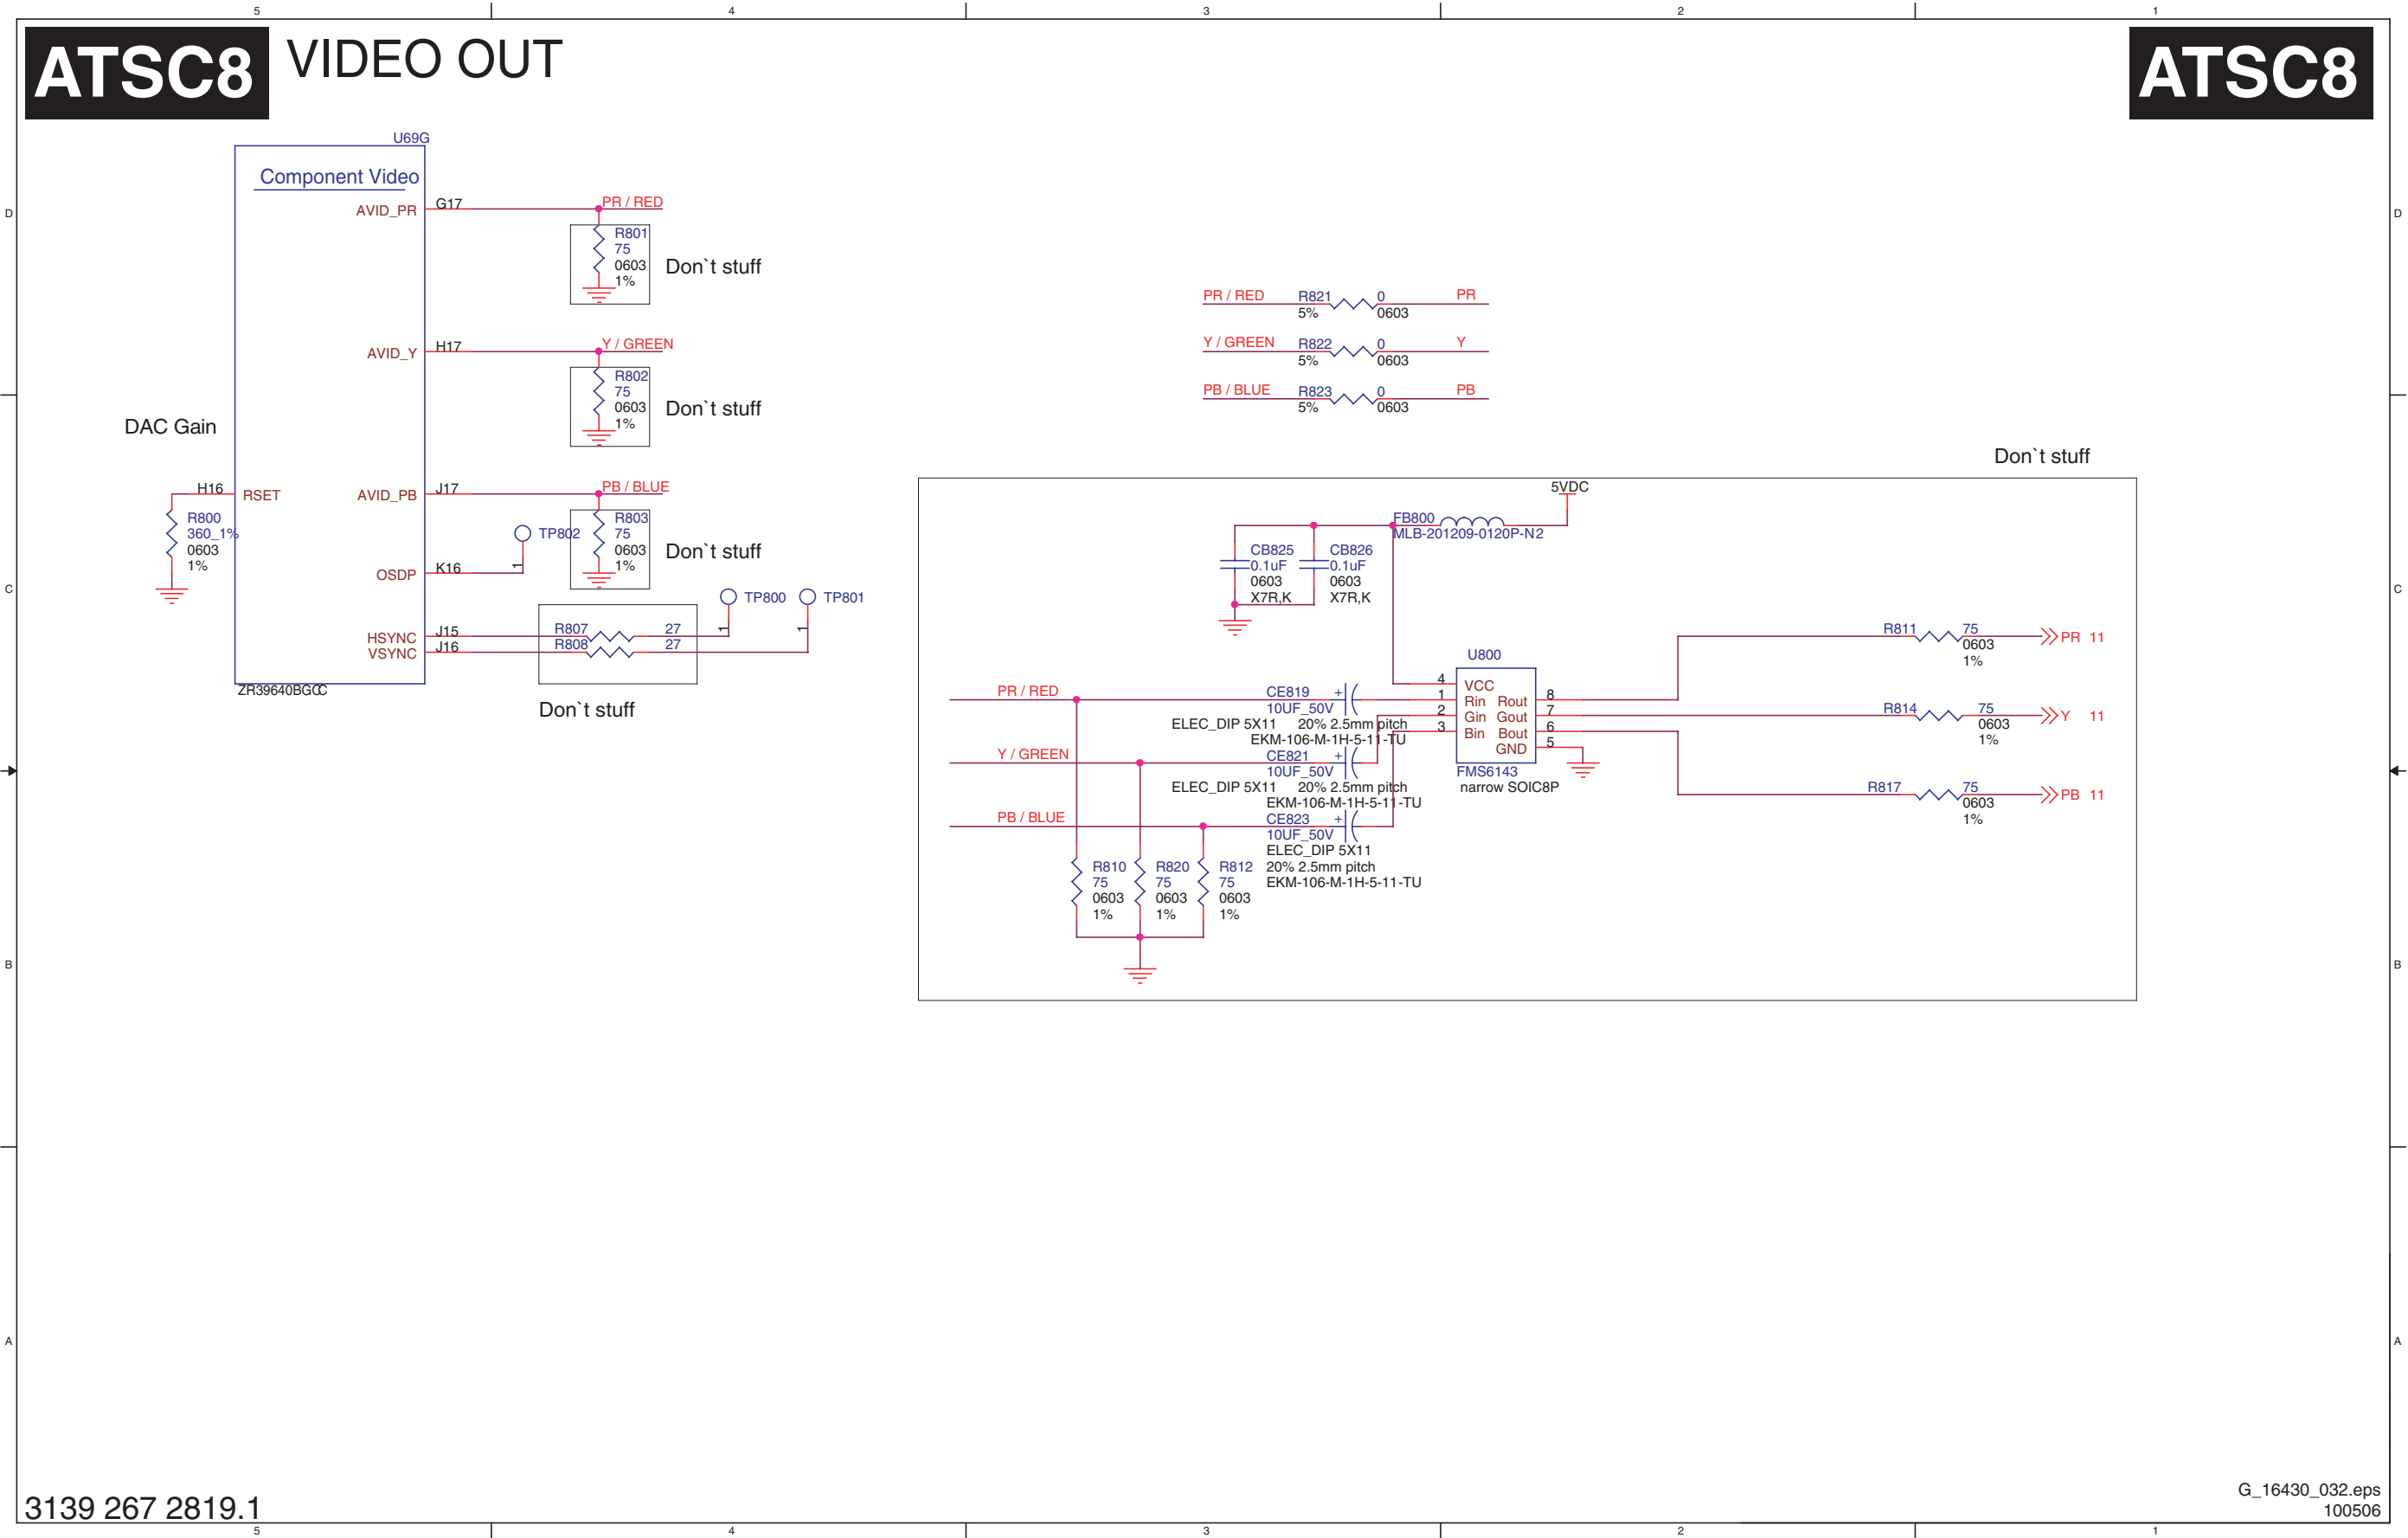 5 4 3 2 1
ATSC8 VIDEO OUT ATSC8
U69G
Component Video
D D
AVID_PR G17 PR / RED
R801
75
0603
1%
Don`t stuff
PR / RED R821 0 PR
5% 0603
AVID_Y H17 Y / GREEN
Y / GREEN R822 0 Y
5% 0603
R802
75
0603
1%
Don`t stuff
PB / BLUE R823 0 PB
5% 0603
DAC Gain
Don`t stuff
H16 RSET AVID_PB J17 PB / BLUE
R800
360_1%
0603
1%
TP802
1
R803
75
0603
1%
Don`t stuff
OSDP K16
C C
TP800 TP801
1 1
HSYNC J15 R807 27
VSYNC J16 R808 27
ZR39640BGCC
Don`t stuff
5VDC
FB800
MLB-201209-0120P-N2
CB825
0.1uF
0603
X7R,K
CB826
0.1uF
0603
X7R,K
R811 75 PR 11
0603
1%
U800
4 VCC
1 Rin Rout 8
2 Gin Gout 7
3 Bin Bout 6
GND 5
FMS6143
narrow SOIC8P
R814 75 Y 11
0603
1%
R817 75 PB 11
0603
1%
PR / RED CE819 +
10UF_50V
ELEC_DIP 5X11 20% 2.5mm pitch
EKM-106-M-1H-5-11-TU
Y / GREEN CE821 +
10UF_50V
ELEC_DIP 5X11 20% 2.5mm pitch
EKM-106-M-1H-5-11-TU
PB / BLUE CE823 +
10UF_50V
ELEC_DIP 5X11
20% 2.5mm pitch
EKM-106-M-1H-5-11-TU
R810
75
0603
1%
R820
75
0603
1%
R812
75
0603
1%
B B
A A
3139 267 2819.1
G_16430_032.eps
100506
5 4 3 2 1